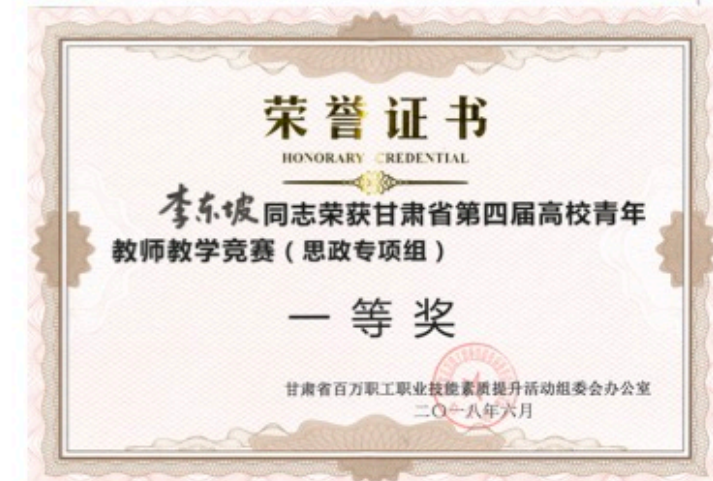 荣誉证书
HONORARY CREDENTIAL
李东坡同志荣获甘肃省第四届高校青年
教师教学竞赛（思政专项组）
一等奖
甘肃省百万职工职业技能素质提升活动组委会办公室
二〇一八年六月